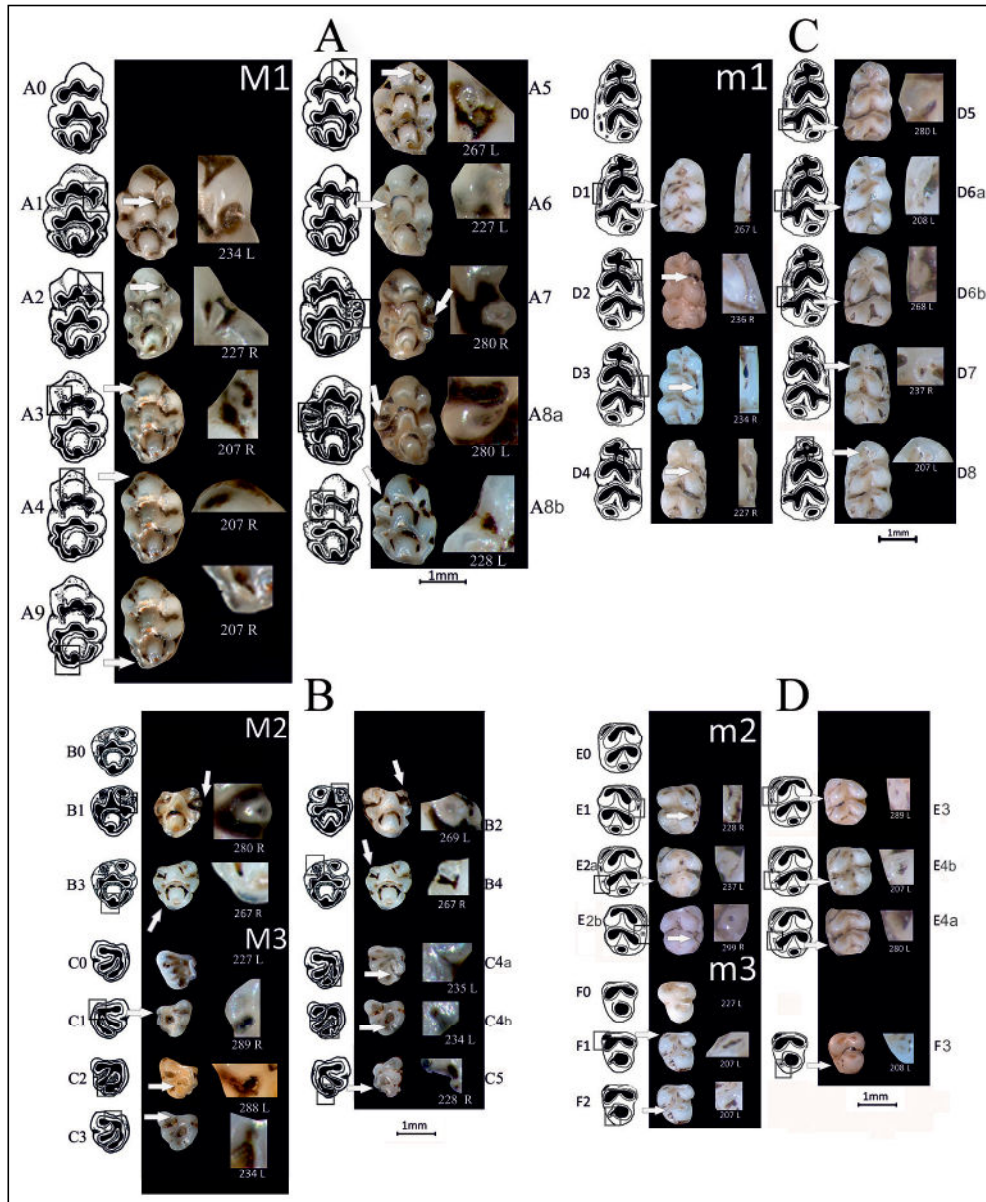 A
M1
A0
A1
234 L
A2
227 R
A3
207 R
A4
207 R
A9
207 R
A5
267 L
A6
227 L
A7
280 R
A8a
280 L
A8b
228 L
1mm
C
m1
D0
D1
267 L
D2
236 R
D3
234 R
D4
227 R
D5
280 L
D6a
208 L
D6b
268 L
D7
237 R
D8
207 L
1mm
B
M2
B0
B1
280 R
B3
267 R
M3
C0
227 L
C1
289 R
C2
288 L
C3
234 L
B2
269 L
B4
267 R
C4a
235 L
C4b
234 L
C5
228 R
1mm
D
m2
E0
E1
228 R
E2a
237 L
E2b
299 R
m3
F0
227 L
F1
207 L
F2
207 L
E3
289 L
E4b
207 L
E4a
280 L
F3
208 L
1mm